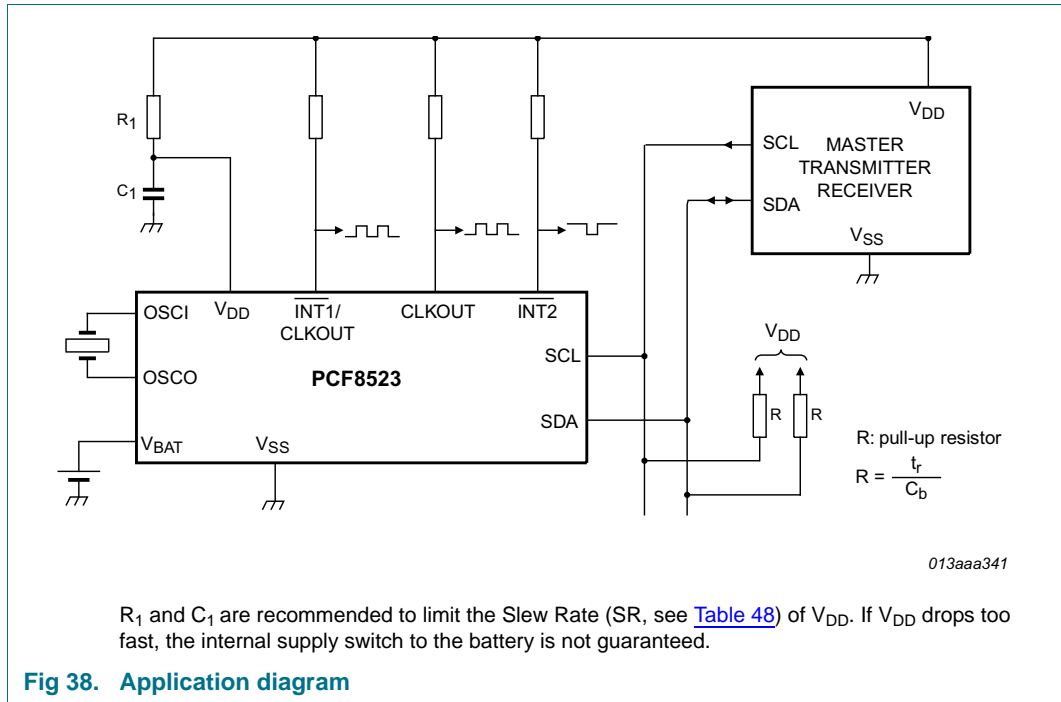 R1
C1
VDD
SCL
MASTER
TRANSMITTER
RECEIVER
SDA
VSS
OSCI
VDD
INT1/
CLKOUT
CLKOUT
INT2
SCL
OSCO
PCF8523
SDA
VBAT
VSS
VDD
R
R
R: pull-up resistor
R = tr / Cb
013aaa341
R1 and C1 are recommended to limit the Slew Rate (SR, see Table 48) of VDD. If VDD drops too
fast, the internal supply switch to the battery is not guaranteed.
Fig 38. Application diagram